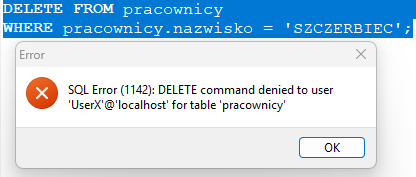 DELETE FROM pracownicy
WHERE pracownicy.nazwisko = 'SZCZERBIEC';
Error
SQL Error (1142): DELETE command denied to user
'UserX'@'localhost' for table 'pracownicy'
OK